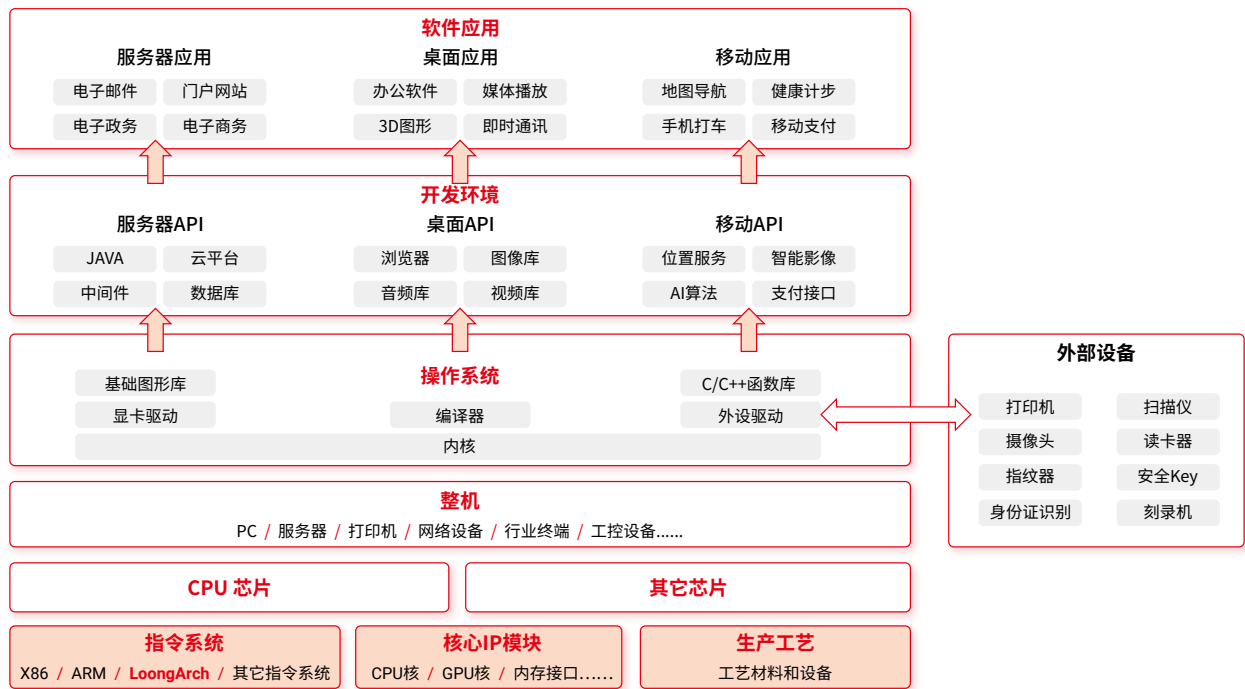 软件应用
服务器应用
桌面应用
移动应用
电子邮件 门户网站
办公软件 媒体播放
地图导航 健康计步
电子政务 电子商务
3D图形 即时通讯
手机打车 移动支付
开发环境
服务器API
桌面API
移动API
JAVA 云平台
浏览器 图像库
位置服务 智能影像
中间件 数据库
音频库 视频库
AI算法 支付接口
操作系统
基础图形库
C/C++函数库
显卡驱动
编译器
外设驱动
内核
外部设备
打印机 扫描仪
摄像头 读卡器
指纹器 安全Key
身份证识别 刻录机
整机
PC / 服务器 / 打印机 / 网络设备 / 行业终端 / 工控设备......
CPU 芯片
其它芯片
指令系统
X86 / ARM / LoongArch / 其它指令系统
核心IP模块
CPU核 / GPU核 / 内存接口......
生产工艺
工艺材料和设备